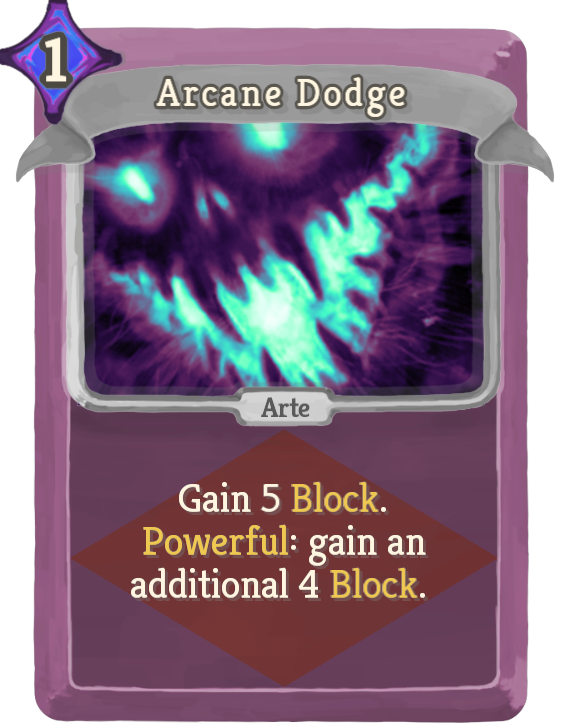 1
Arcane Dodge
Arte
Gain 5 Block.
Powerful: gain an
additional 4 Block.